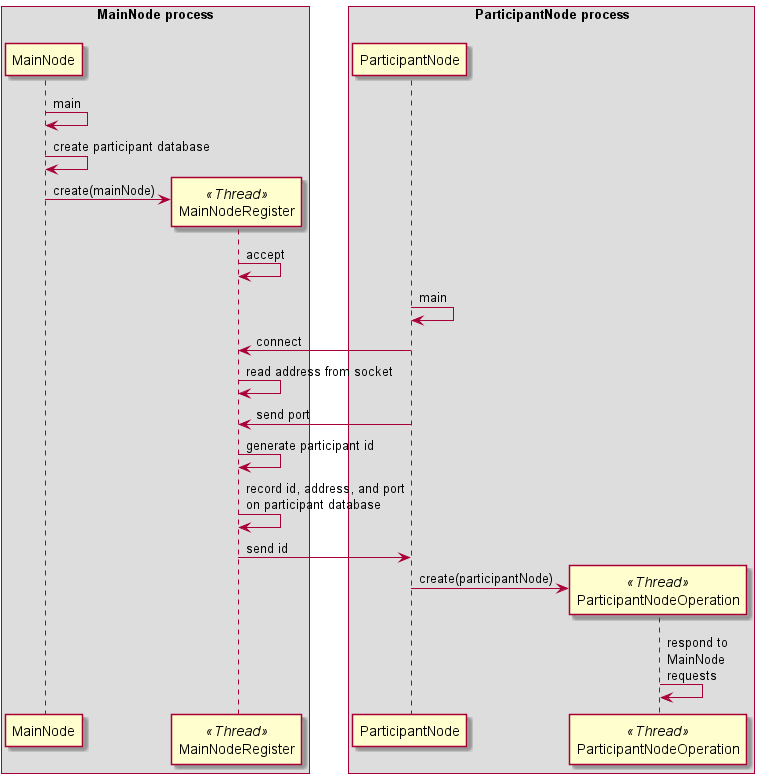 MainNode process
ParticipantNode process
MainNode
ParticipantNode
main
create participant database
create(mainNode)
«Thread»
MainNodeRegister
accept
main
connect
read address from socket
send port
generate participant id
record id, address, and port
on participant database
send id
create(participantNode)
«Thread»
ParticipantNodeOperation
respond to
MainNode
requests
MainNode
«Thread»
MainNodeRegister
ParticipantNode
«Thread»
ParticipantNodeOperation